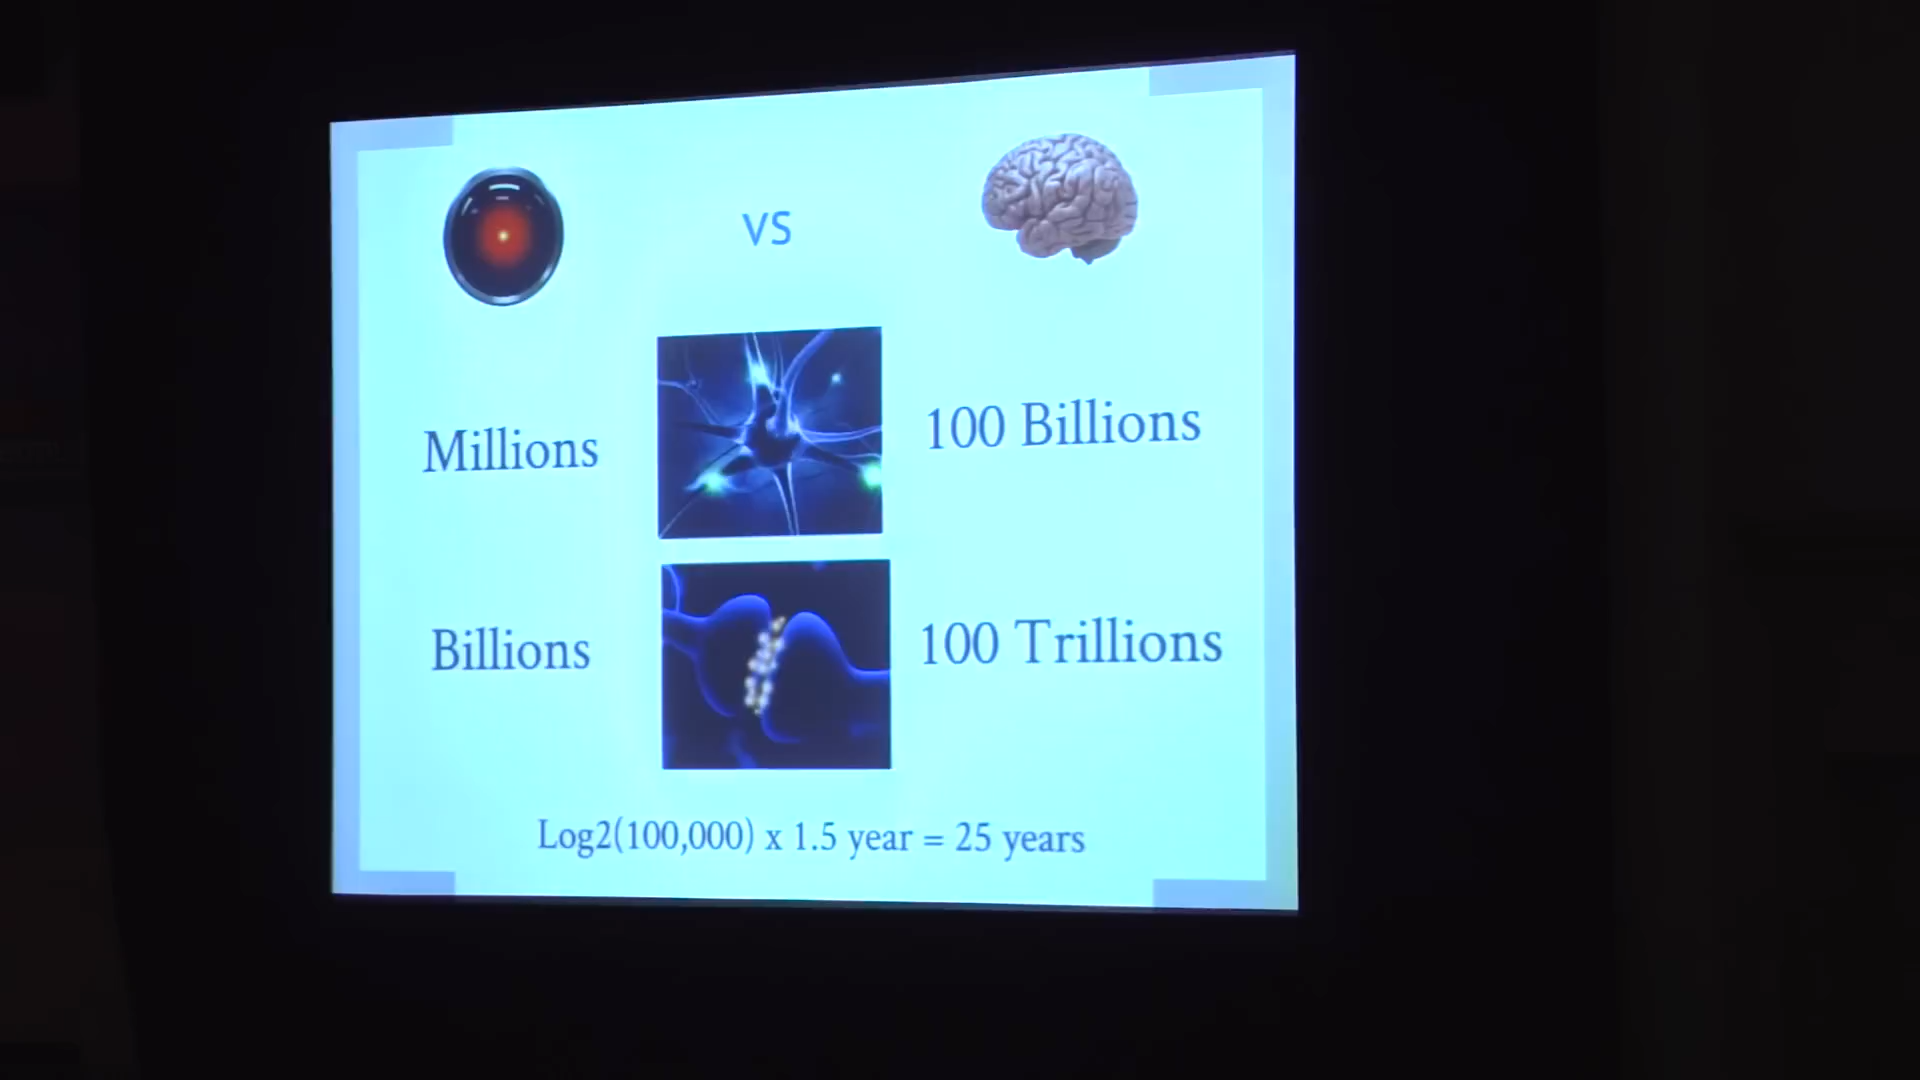 VS
Millions
100 Billions
Billions
100 Trillions
Log2(100,000) x 1.5 year = 25 years